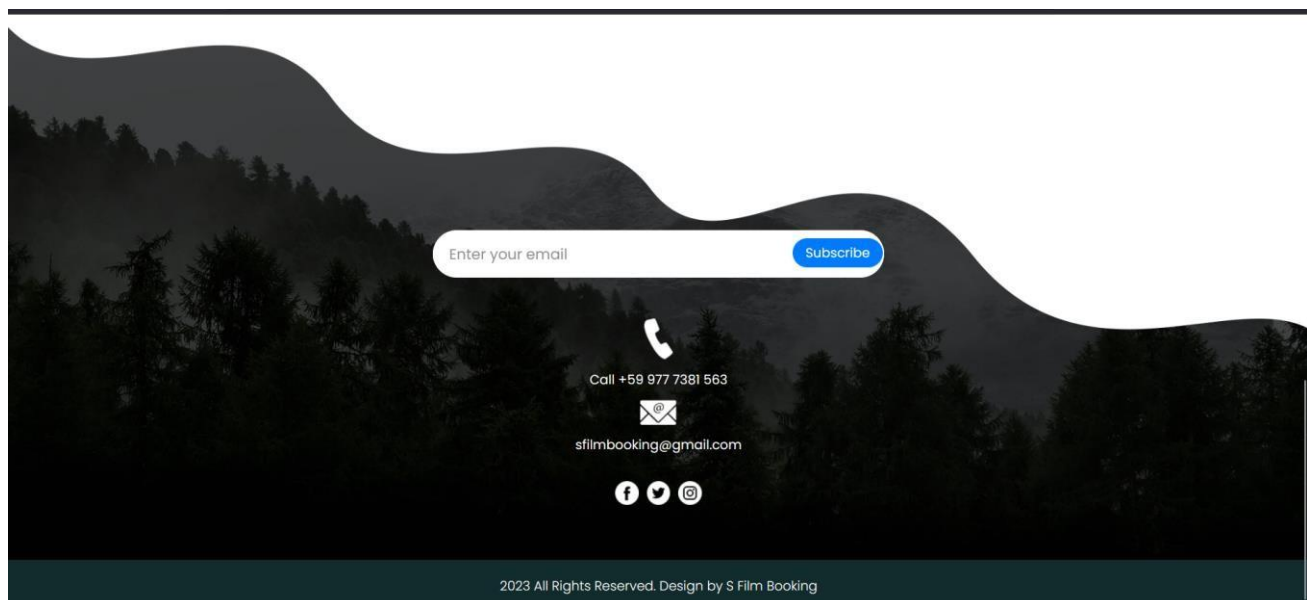 Enter your email
Subscribe
Call +59 977 7381 563
@
sfilmbooking@gmail.com
2023 All Rights Reserved. Design by S Film Booking